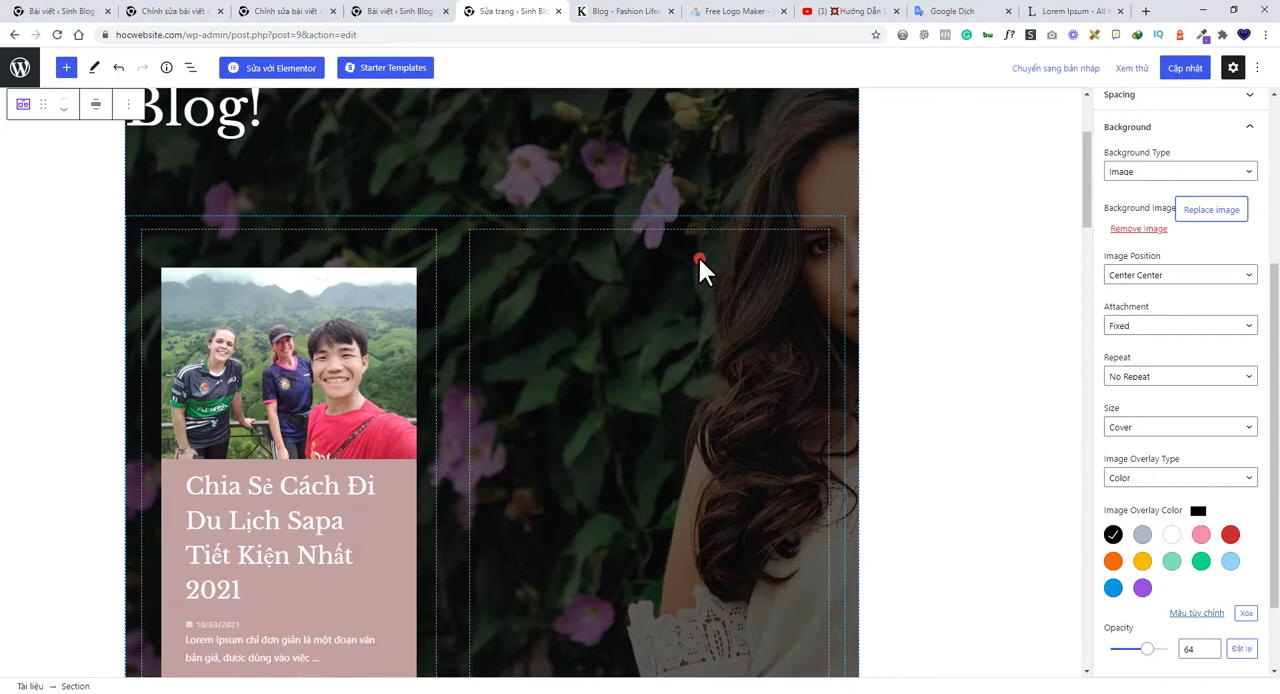 Bài viết ‹ Sinh Blog
Chỉnh sửa bài viết ‹
Chỉnh sửa bài viết ‹
Bài viết ‹ Sinh Blog
Sửa trang ‹ Sinh Blo
Blog - Fashion Lifes
Free Logo Maker -
(3) 💥Hướng Dẫn S
Google Dịch
Lorem Ipsum - All t
hocwebsite.com/wp-admin/post.php?post=9&action=edit
Sửa với Elementor
Starter Templates
Chuyển sang bản nháp
Xem thử
Cập nhật
Blog!
Chia Sẻ Cách Đi
Du Lịch Sapa
Tiết Kiện Nhất
2021
10/03/2021
Lorem Ipsum chỉ đơn giản là một đoạn văn
bản giả, được dùng vào việc ...
Spacing
Background
Background Type
Image
Background Image
Replace image
Remove Image
Image Position
Center Center
Attachment
Fixed
Repeat
No Repeat
Size
Cover
Image Overlay Type
Color
Image Overlay Color
Màu tùy chỉnh
Xóa
Opacity
64
Đặt lại
Tài liệu → Section